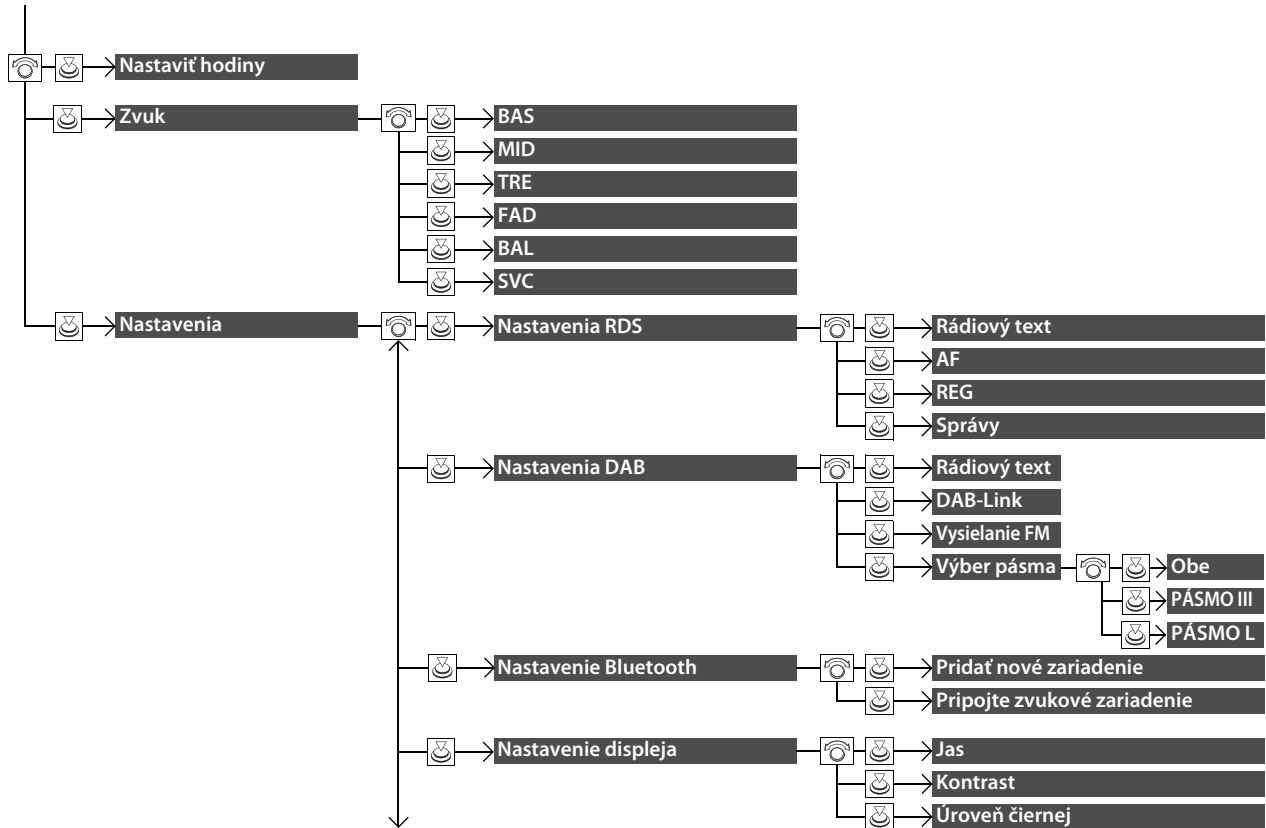 Nastaviť hodiny
Zvuk
BAS
MID
TRE
FAD
BAL
SVC
Nastavenia
Nastavenia RDS
Rádiový text
AF
REG
Správy
Nastavenia DAB
Rádiový text
DAB-Link
Vysielanie FM
Výber pásma
Obe
PÁSMO III
PÁSMO L
Nastavenie Bluetooth
Pridať nové zariadenie
Pripojte zvukové zariadenie
Nastavenie displeja
Jas
Kontrast
Úroveň čiernej